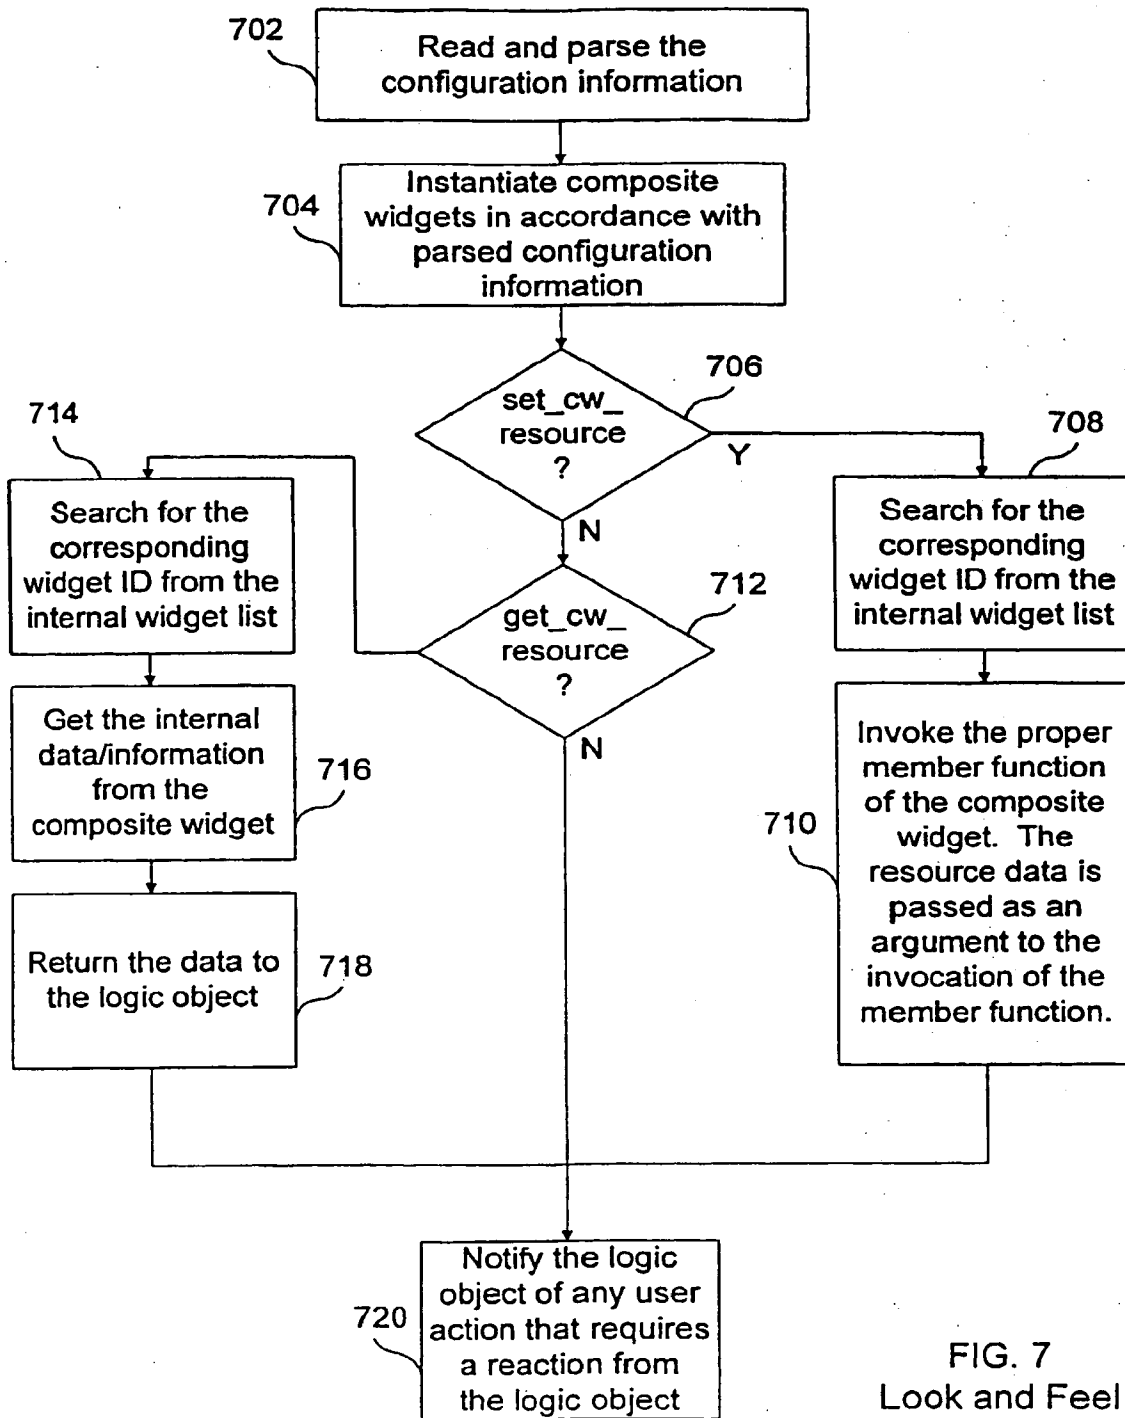 702
Read and parse the
configuration information
704
Instantiate composite
widgets in accordance with
parsed configuration
information
706
set_cw_
resource
?
Y
N
708
Search for the
corresponding
widget ID from the
internal widget list
710
Invoke the proper
member function
of the composite
widget. The
resource data is
passed as an
argument to the
invocation of the
member function.
712
get_cw_
resource
?
N
714
Search for the
corresponding
widget ID from the
internal widget list
Get the internal
data/information
from the
composite widget
716
Return the data to
the logic object
718
720
Notify the logic
object of any user
action that requires
a reaction from
the logic object
FIG. 7
Look and Feel